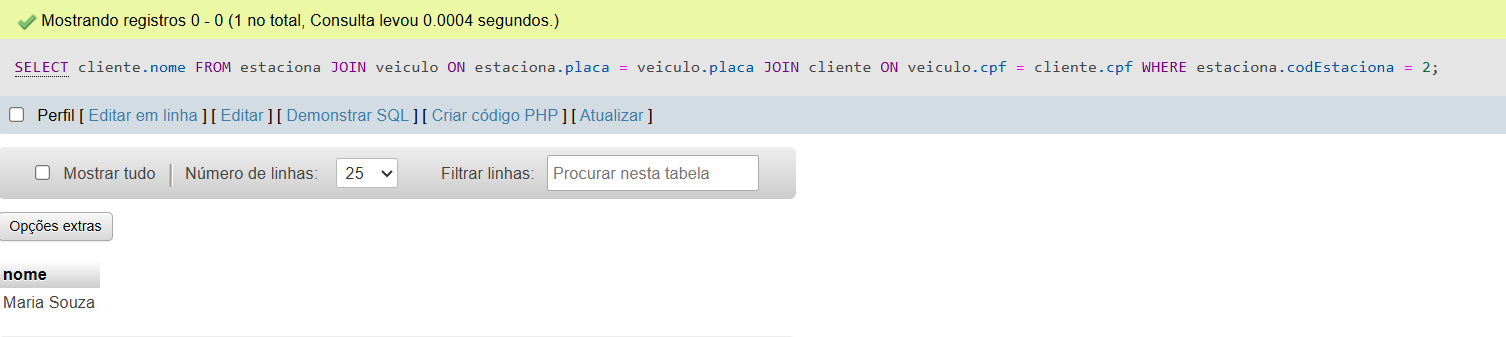 Mostrando registros 0 - 0 (1 no total, Consulta levou 0.0004 segundos.)
SELECT cliente.nome FROM estaciona JOIN veiculo ON estaciona.placa = veiculo.placa JOIN cliente ON veiculo.cpf = cliente.cpf WHERE estaciona.codEstaciona = 2;
Perfil [ Editar em linha ] [ Editar ] [ Demonstrar SQL ] [ Criar código PHP ] [ Atualizar ]
Mostrar tudo Número de linhas: 25 Filtrar linhas: Procurar nesta tabela
Opções extras
nome
Maria Souza